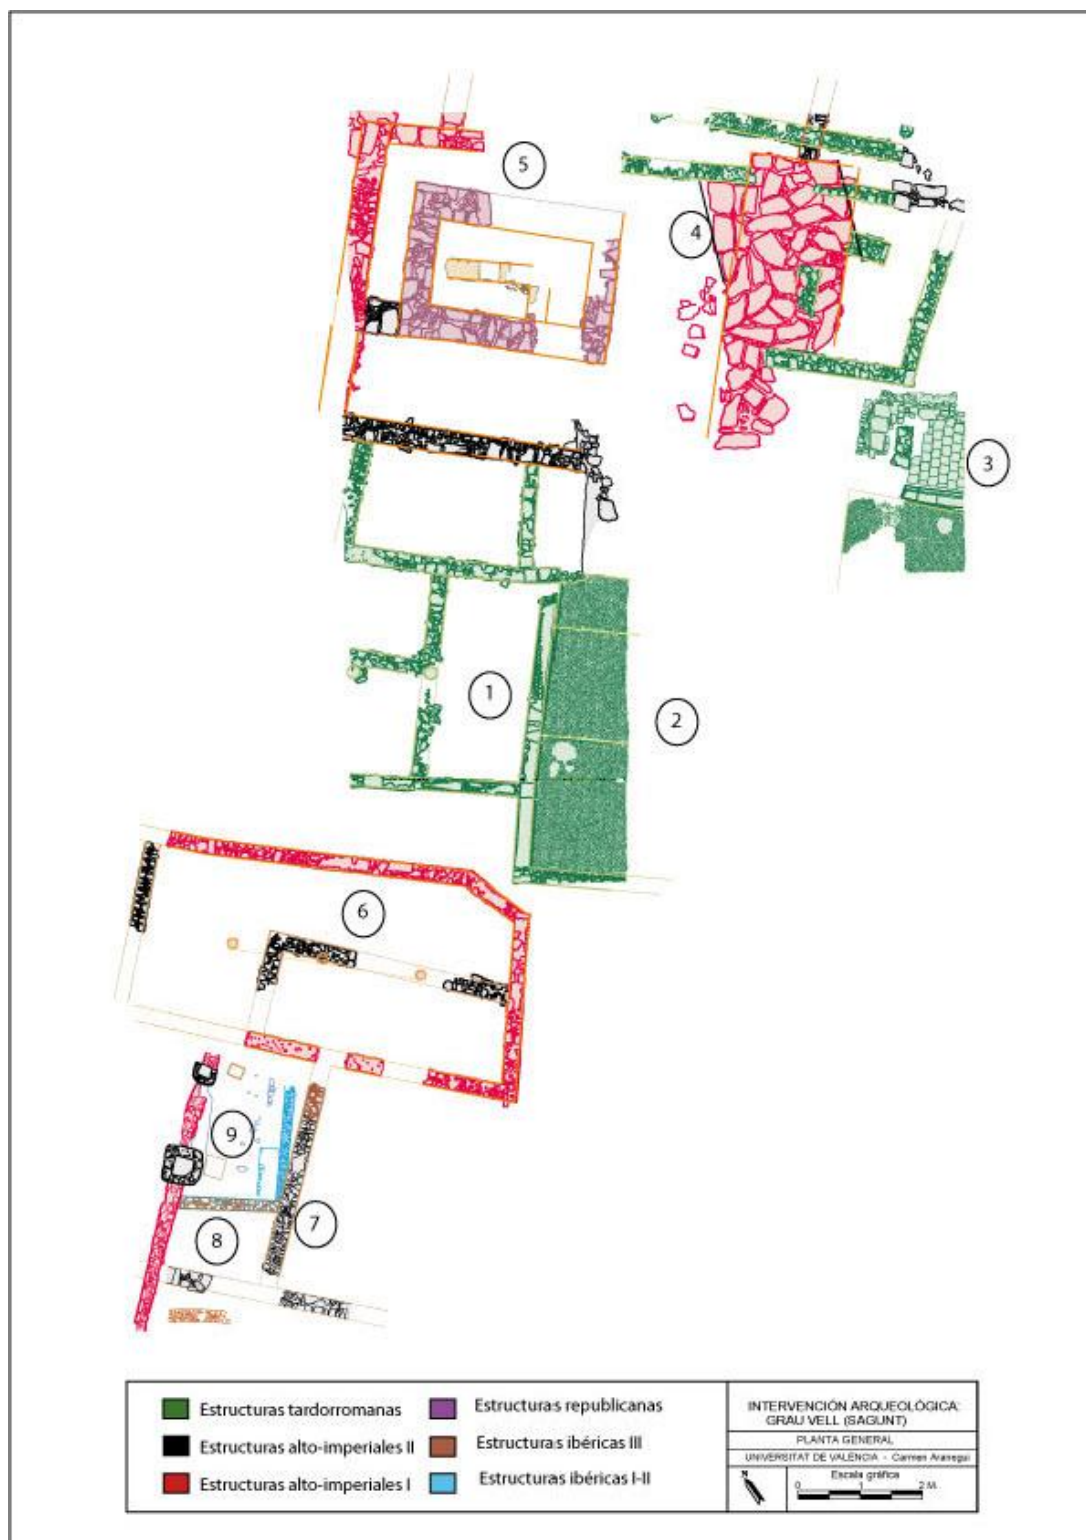 5
4
3
1
2
6
9
7
8
Estructuras tardorromanas
Estructuras alto-imperiales II
Estructuras alto-imperiales I
Estructuras republicanas
Estructuras ibéricas III
Estructuras ibéricas I-II
INTERVENCIÓN ARQUEOLÓGICA:
GRAU VELL (SAGUNT)
PLANTA GENERAL
UNIVERSITAT DE VALENCIA - Carmen Aranegui
N
Escala gráfica
0 1 2 M.